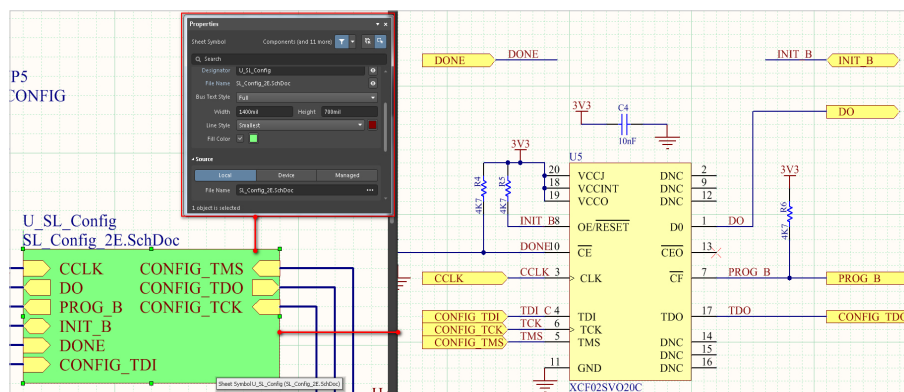 P5
CONFIG
Properties
Sheet Symbol
Components (and 11 more)
Search
Designator
U_SL_Config
File Name
SL_Config_2E.SchDoc
Bus Text Style
Full
Width
1400mil
Height
700mil
Line Style
Smallest
Fill Color
Source
Local
Device
Managed
File Name
SL_Config_2E.SchDoc
1 object is selected
U_SL_Config
SL_Config_2E.SchDoc
CCLK
CONFIG_TMS
DO
CONFIG_TDO
PROG_B
CONFIG_TCK
INIT_B
DONE
CONFIG_TDI
Sheet Symbol U_SL_Config (SL_Config_2E.SchDoc)
DONE
DONE
INIT B
INIT_B
3V3
C4
10nF
DO
3V3
U5
3V3
R4
4K7
R5
4K7
R6
4K7
20
VCCJ
DNC
2
18
VCCINT
DNC
9
19
VCCO
DNC
12
INIT B
8
OE/RESET
D0
1
DO
DONE
10
CE
CEO
13
CCLK
CCLK
3
CLK
CF
7
PROG B
PROG_B
CONFIG_TDI
TDI C
4
TDI
TDO
17
TDO
CONFIG_TDO
CONFIG_TCK
TCK
6
TCK
CONFIG_TMS
TMS
5
TMS
DNC
14
DNC
15
11
GND
DNC
16
XCF02SVO20C